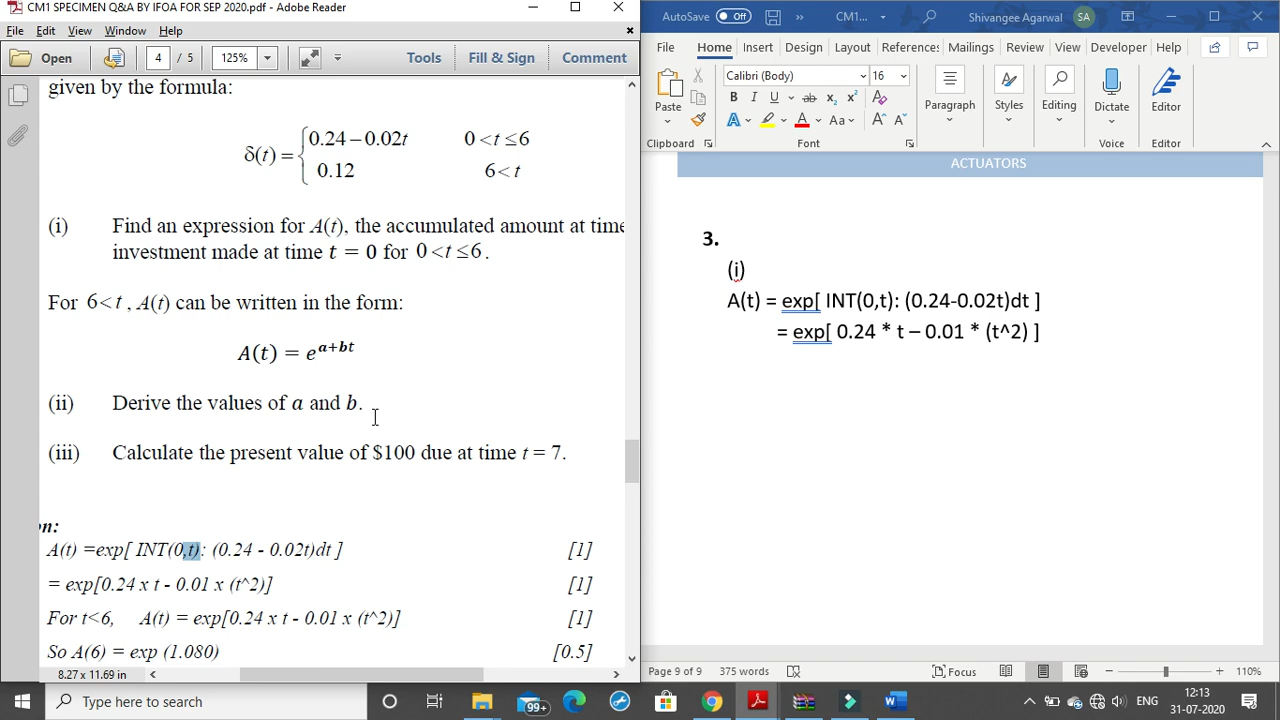 CM1 SPECIMEN Q&A BY IFOA FOR SEP 2020.pdf - Adobe Reader
File Edit View Window Help
Open 4 / 5 125% Tools Fill & Sign Comment
given by the formula:
δ(t) = { 0.24 – 0.02t 0 < t ≤ 6
0.12 6 < t
(i) Find an expression for A(t), the accumulated amount at time
investment made at time t = 0 for 0 < t ≤ 6 .
For 6 < t , A(t) can be written in the form:
A(t) = e^{a+bt}
(ii) Derive the values of a and b.
(iii) Calculate the present value of $100 due at time t = 7.
on:
A(t) =exp[ INT(0,t): (0.24 - 0.02t)dt ] [1]
= exp[0.24 x t - 0.01 x (t^2)] [1]
For t<6, A(t) = exp[0.24 x t - 0.01 x (t^2)] [1]
So A(6) = exp (1.080) [0.5]
8.27 x 11.69 in
AutoSave Off CM1... Shivangee Agarwal SA
File Home Insert Design Layout References Mailings Review View Developer Help
Calibri (Body) 16
Paste B I U ab x₂ x² A Aa A A Paragraph Styles Editing Dictate Editor
Clipboard Font Voice Editor
ACTUATORS
3.
(i)
A(t) = exp[ INT(0,t): (0.24-0.02t)dt ]
= exp[ 0.24 * t – 0.01 * (t^2) ]
Page 9 of 9 375 words Focus 110%
Type here to search 99+ W ENG 12:13
31-07-2020